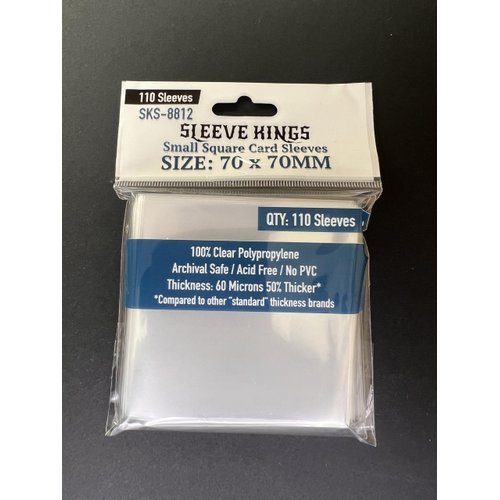 110 Sleeves
SKS-8812
SLEEVE KINGS
Small Square Card Sleeves
SIZE: 70 x 70MM
QTY: 110 Sleeves
100% Clear Polypropylene
Archival Safe / Acid Free / No PVC
Thickness: 60 Microns 50% Thicker*
*Compared to other "standard" thickness brands